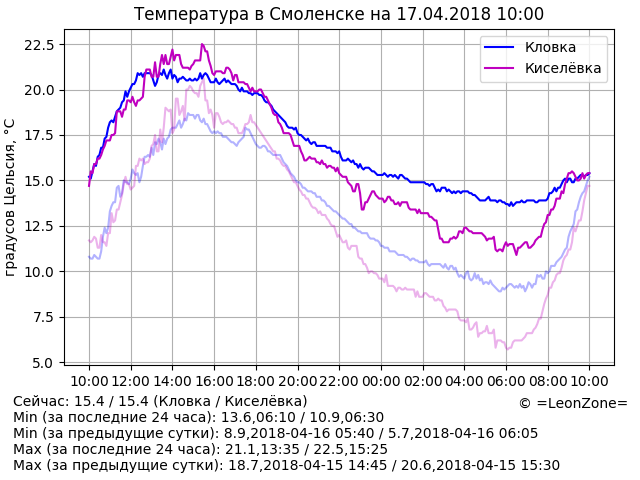 Температура в Смоленске на 17.04.2018 10:00
Кловка
Киселёвка
градусов Цельсия, °C
22.5
20.0
17.5
15.0
12.5
10.0
7.5
5.0
10:00 12:00 14:00 16:00 18:00 20:00 22:00 00:00 02:00 04:00 06:00 08:00 10:00
Сейчас: 15.4 / 15.4 (Кловка / Киселёвка)
© =LeonZone=
Min (за последние 24 часа): 13.6,06:10 / 10.9,06:30
Min (за предыдущие сутки): 8.9,2018-04-16 05:40 / 5.7,2018-04-16 06:05
Max (за последние 24 часа): 21.1,13:35 / 22.5,15:25
Max (за предыдущие сутки): 18.7,2018-04-15 14:45 / 20.6,2018-04-15 15:30